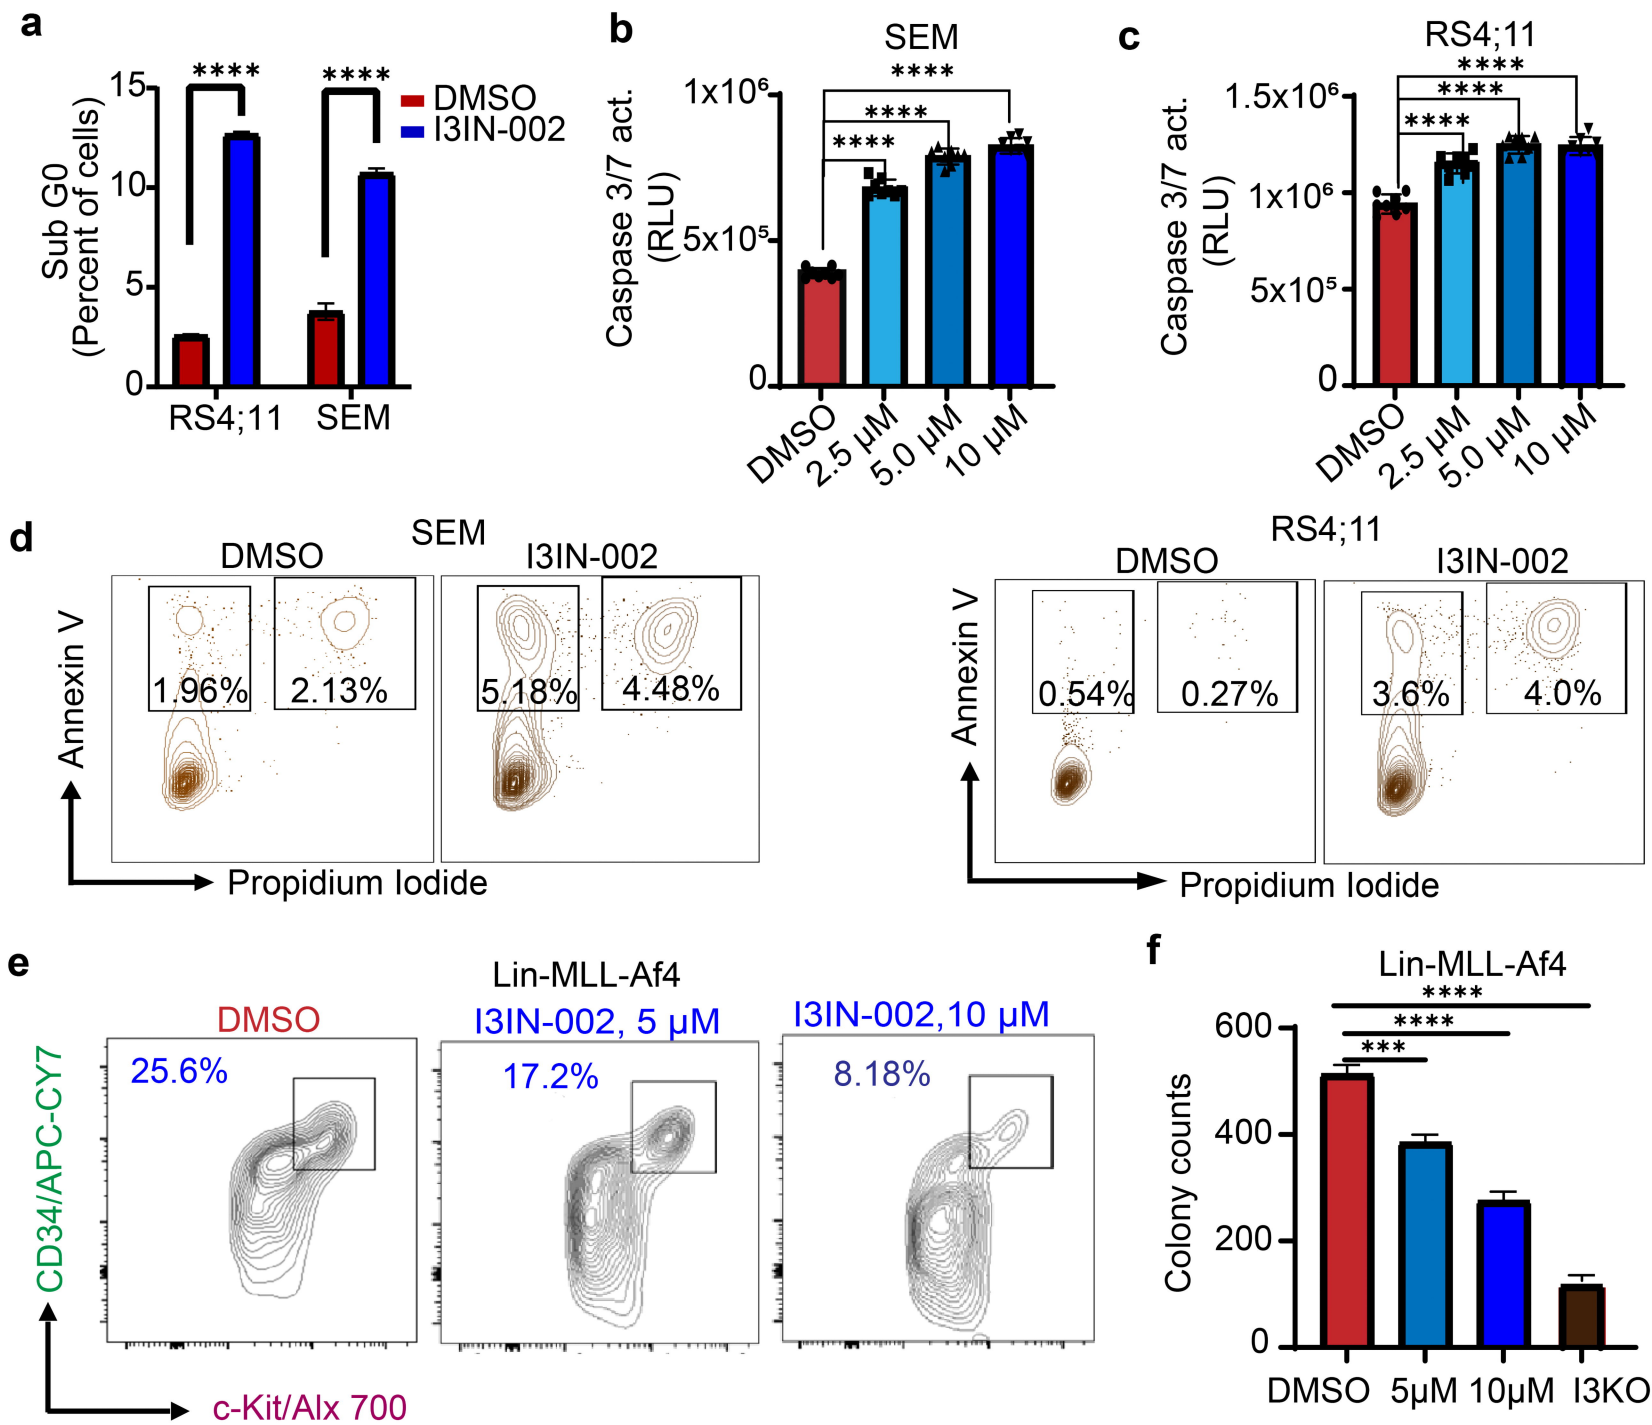 a
****
****
15
10
5
0
Sub G0
(Percent of cells)
RS4;11
SEM
DMSO
I3IN-002
b
SEM
****
****
****
1x10⁶
5x10⁵
0
Caspase 3/7 act.
(RLU)
DMSO
2.5 µM
5.0 µM
10 µM
c
RS4;11
****
****
****
1.5x10⁶
1x10⁶
5x10⁵
0
Caspase 3/7 act.
(RLU)
DMSO
2.5 µM
5.0 µM
10 µM
d
SEM
DMSO
I3IN-002
Annexin V
1.96%
2.13%
5.18%
4.48%
Propidium Iodide
RS4;11
DMSO
I3IN-002
Annexin V
0.54%
0.27%
3.6%
4.0%
Propidium Iodide
e
Lin-MLL-Af4
DMSO
I3IN-002, 5 µM
I3IN-002,10 µM
25.6%
17.2%
8.18%
CD34/APC-CY7
c-Kit/Alx 700
f
Lin-MLL-Af4
****
****
***
600
400
200
0
Colony counts
DMSO
5µM
10µM
I3KO